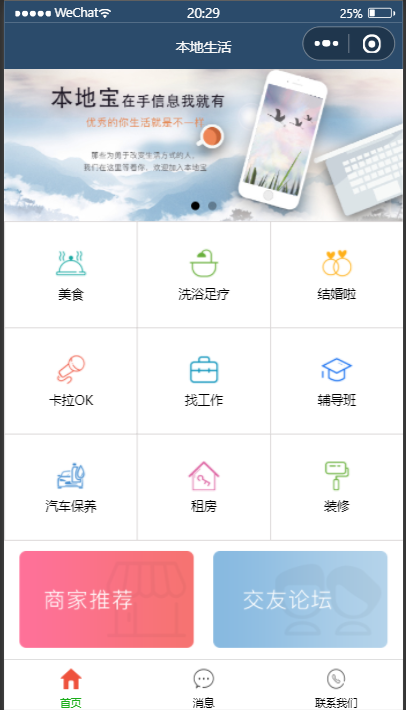 WeChat 20:29 25%
本地生活
本地宝在手信息我就有
优秀的你生活就是不一样
那些为勇于改变生活方式的人,
我们在这里等着你、欢迎加入本地宝
美食 洗浴足疗 结婚啦
卡拉OK 找工作 辅导班
汽车保养 租房 装修
商家推荐 交友论坛
首页 消息 联系我们